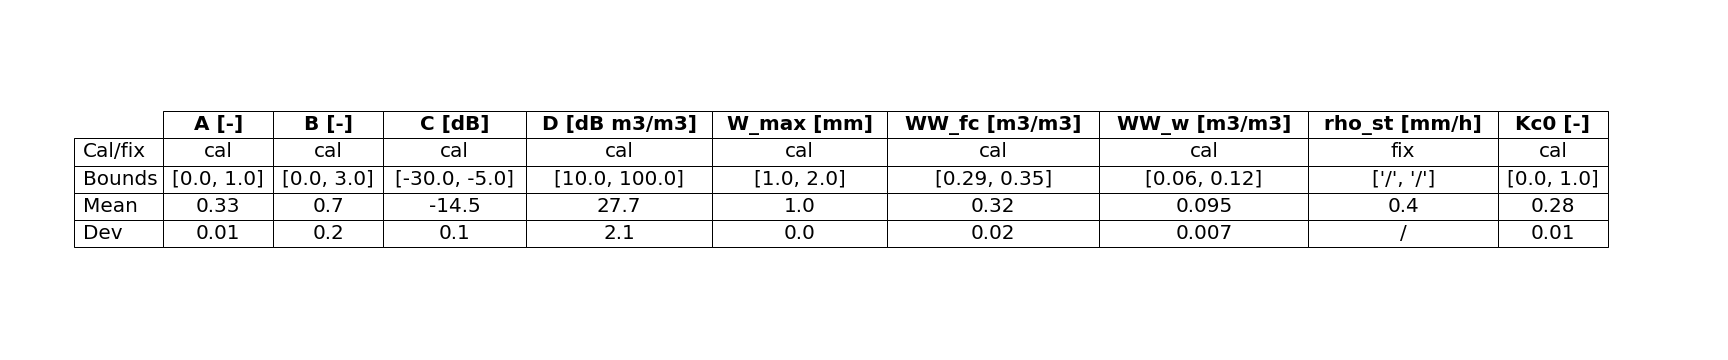 A [-] B [-] C [dB] D [dB m3/m3] W_max [mm] WW_fc [m3/m3] WW_w [m3/m3] rho_st [mm/h] Kc0 [-]
Cal/fix cal cal cal cal cal cal cal fix cal
Bounds [0.0, 1.0] [0.0, 3.0] [-30.0, -5.0] [10.0, 100.0] [1.0, 2.0] [0.29, 0.35] [0.06, 0.12] ['/', '/'] [0.0, 1.0]
Mean 0.33 0.7 -14.5 27.7 1.0 0.32 0.095 0.4 0.28
Dev 0.01 0.2 0.1 2.1 0.0 0.02 0.007 / 0.01